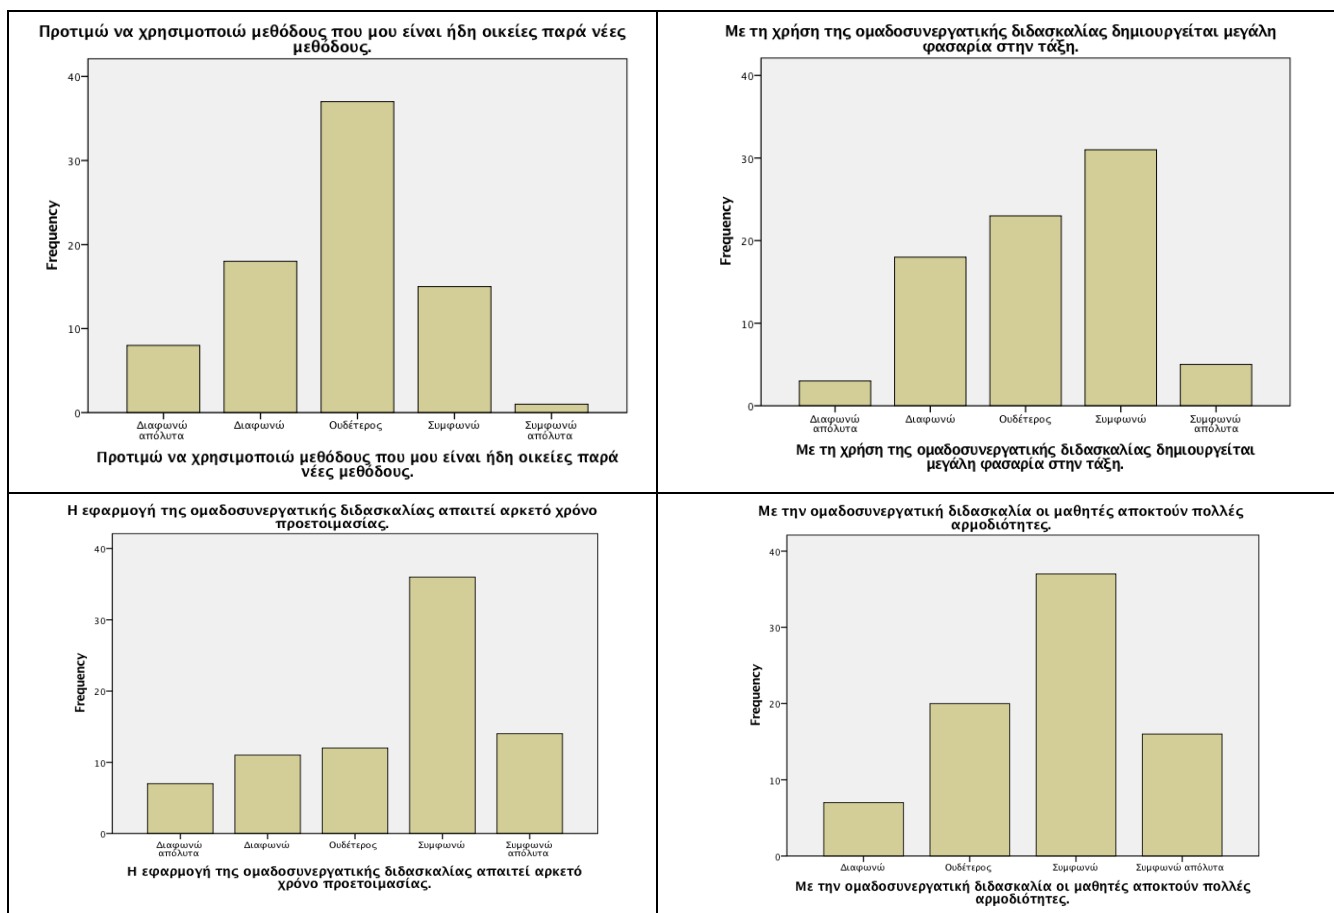 Προτιμώ να χρησιμοποιώ μεθόδους που μου είναι ήδη οικείες παρά νέες
μεθόδους.
Frequency
40
30
20
10
0
Διαφωνώ
απόλυτα
Διαφωνώ
Ουδέτερος
Συμφωνώ
Συμφωνώ
απόλυτα
Προτιμώ να χρησιμοποιώ μεθόδους που μου είναι ήδη οικείες παρά
νέες μεθόδους.
Με τη χρήση της ομαδοσυνεργατικής διδασκαλίας δημιουργείται μεγάλη
φασαρία στην τάξη.
Frequency
40
30
20
10
0
Διαφωνώ
απόλυτα
Διαφωνώ
Ουδέτερος
Συμφωνώ
Συμφωνώ
απόλυτα
Με τη χρήση της ομαδοσυνεργατικής διδασκαλίας δημιουργείται
μεγάλη φασαρία στην τάξη.
Η εφαρμογή της ομαδοσυνεργατικής διδασκαλίας απαιτεί αρκετό χρόνο
προετοιμασίας.
Frequency
40
30
20
10
0
Διαφωνώ
απόλυτα
Διαφωνώ
Ουδέτερος
Συμφωνώ
Συμφωνώ
απόλυτα
Η εφαρμογή της ομαδοσυνεργατικής διδασκαλίας απαιτεί αρκετό
χρόνο προετοιμασίας.
Με την ομαδοσυνεργατική διδασκαλία οι μαθητές αποκτούν πολλές
αρμοδιότητες.
Frequency
40
30
20
10
0
Διαφωνώ
Ουδέτερος
Συμφωνώ
Συμφωνώ απόλυτα
Με την ομαδοσυνεργατική διδασκαλία οι μαθητές αποκτούν πολλές
αρμοδιότητες.